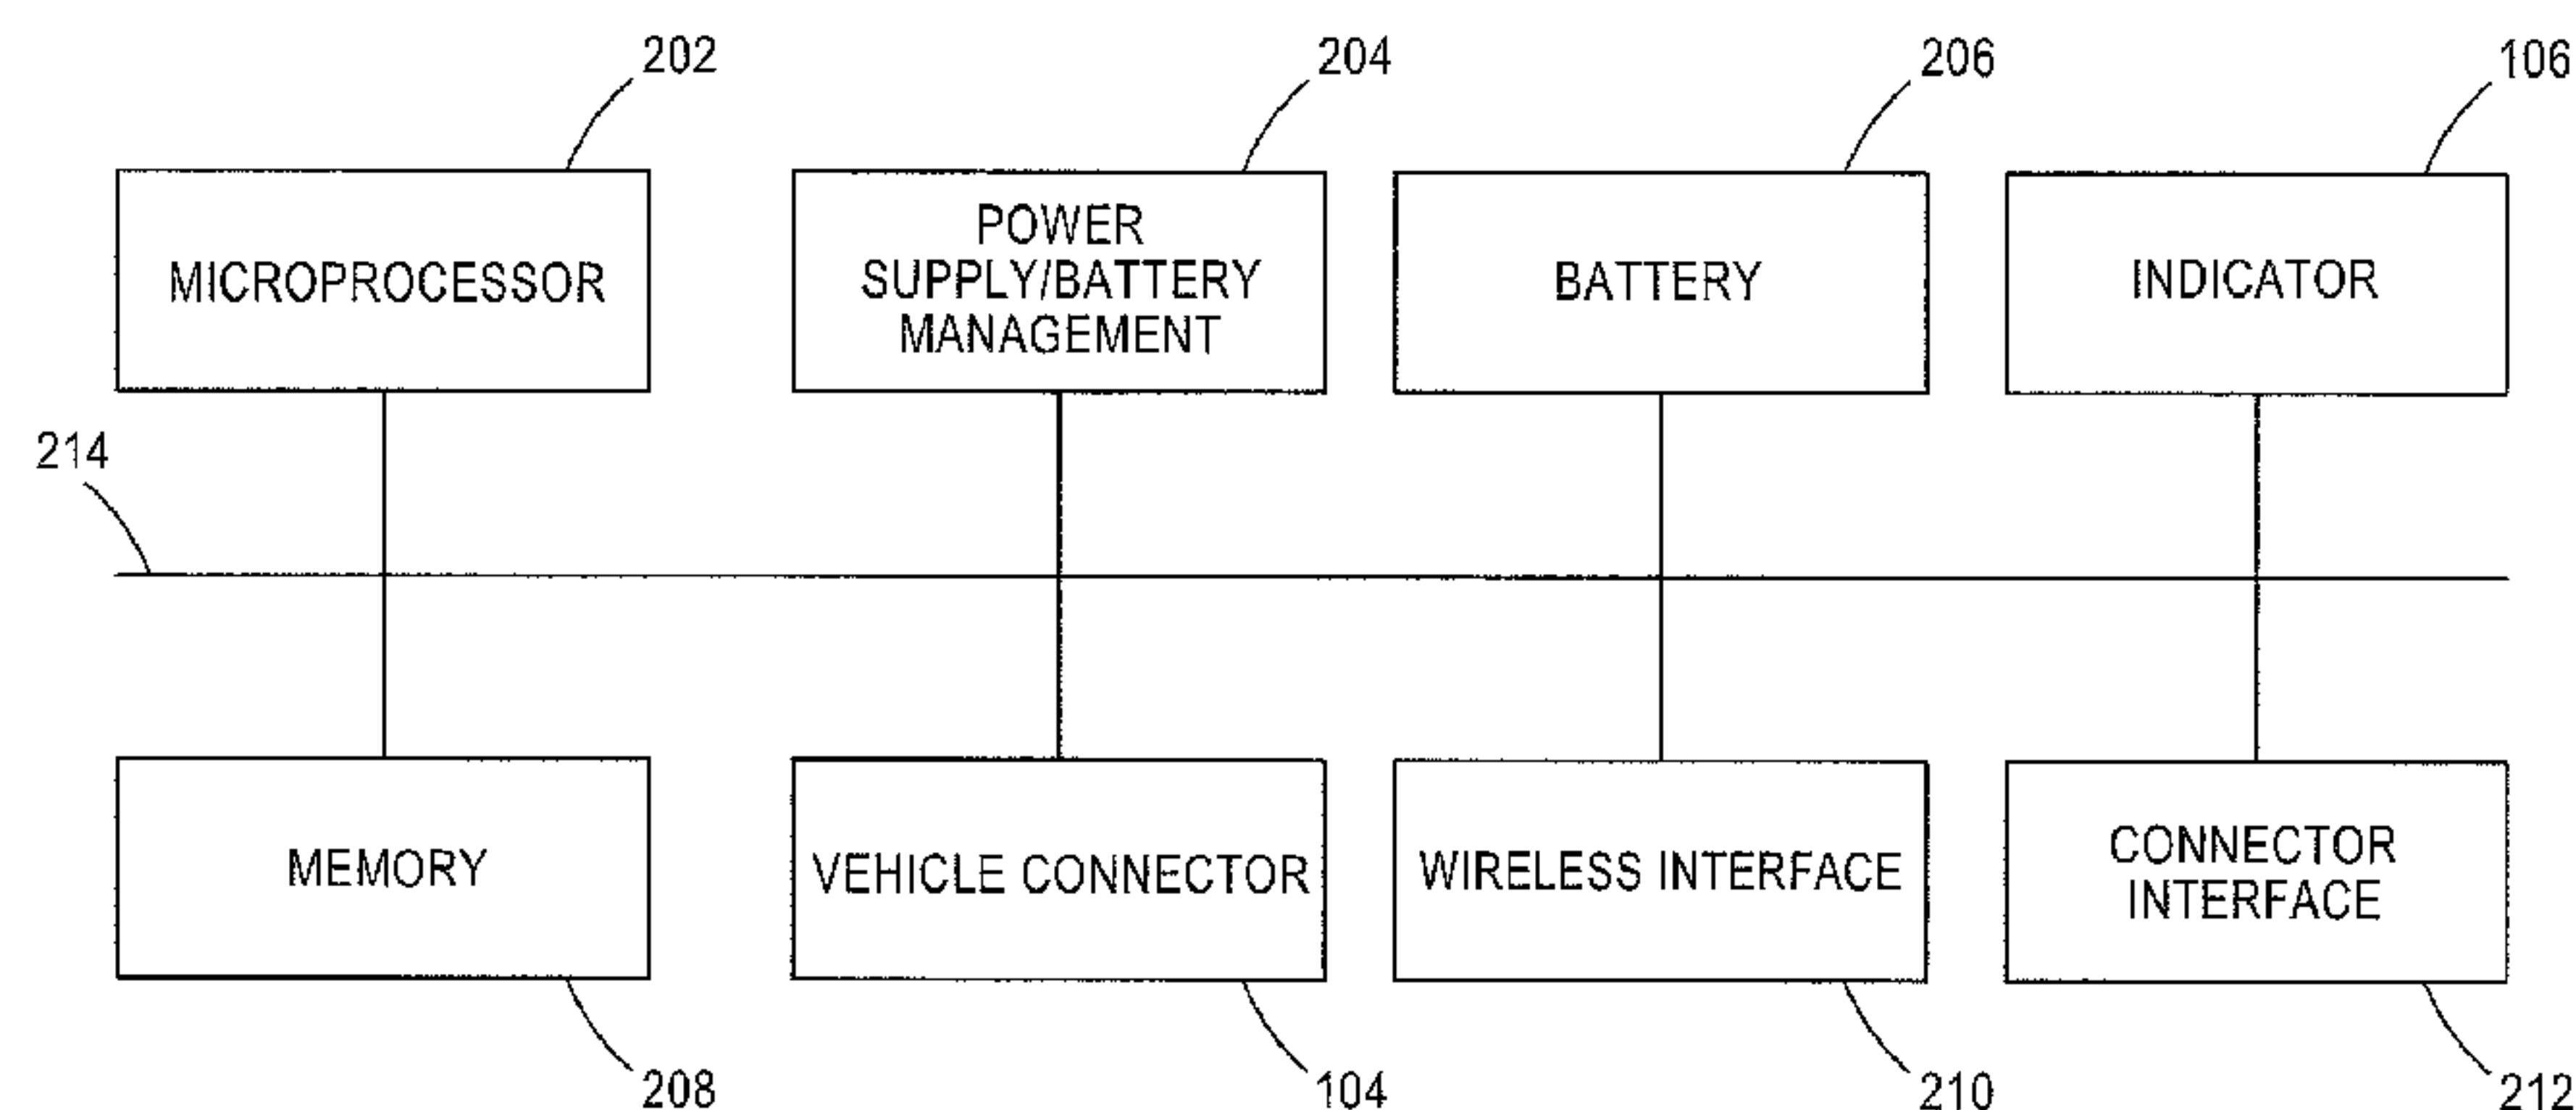 202
204
206
106
MICROPROCESSOR
POWER
SUPPLY/BATTERY
MANAGEMENT
BATTERY
INDICATOR
214
MEMORY
VEHICLE CONNECTOR
WIRELESS INTERFACE
CONNECTOR
INTERFACE
208
104
210
212